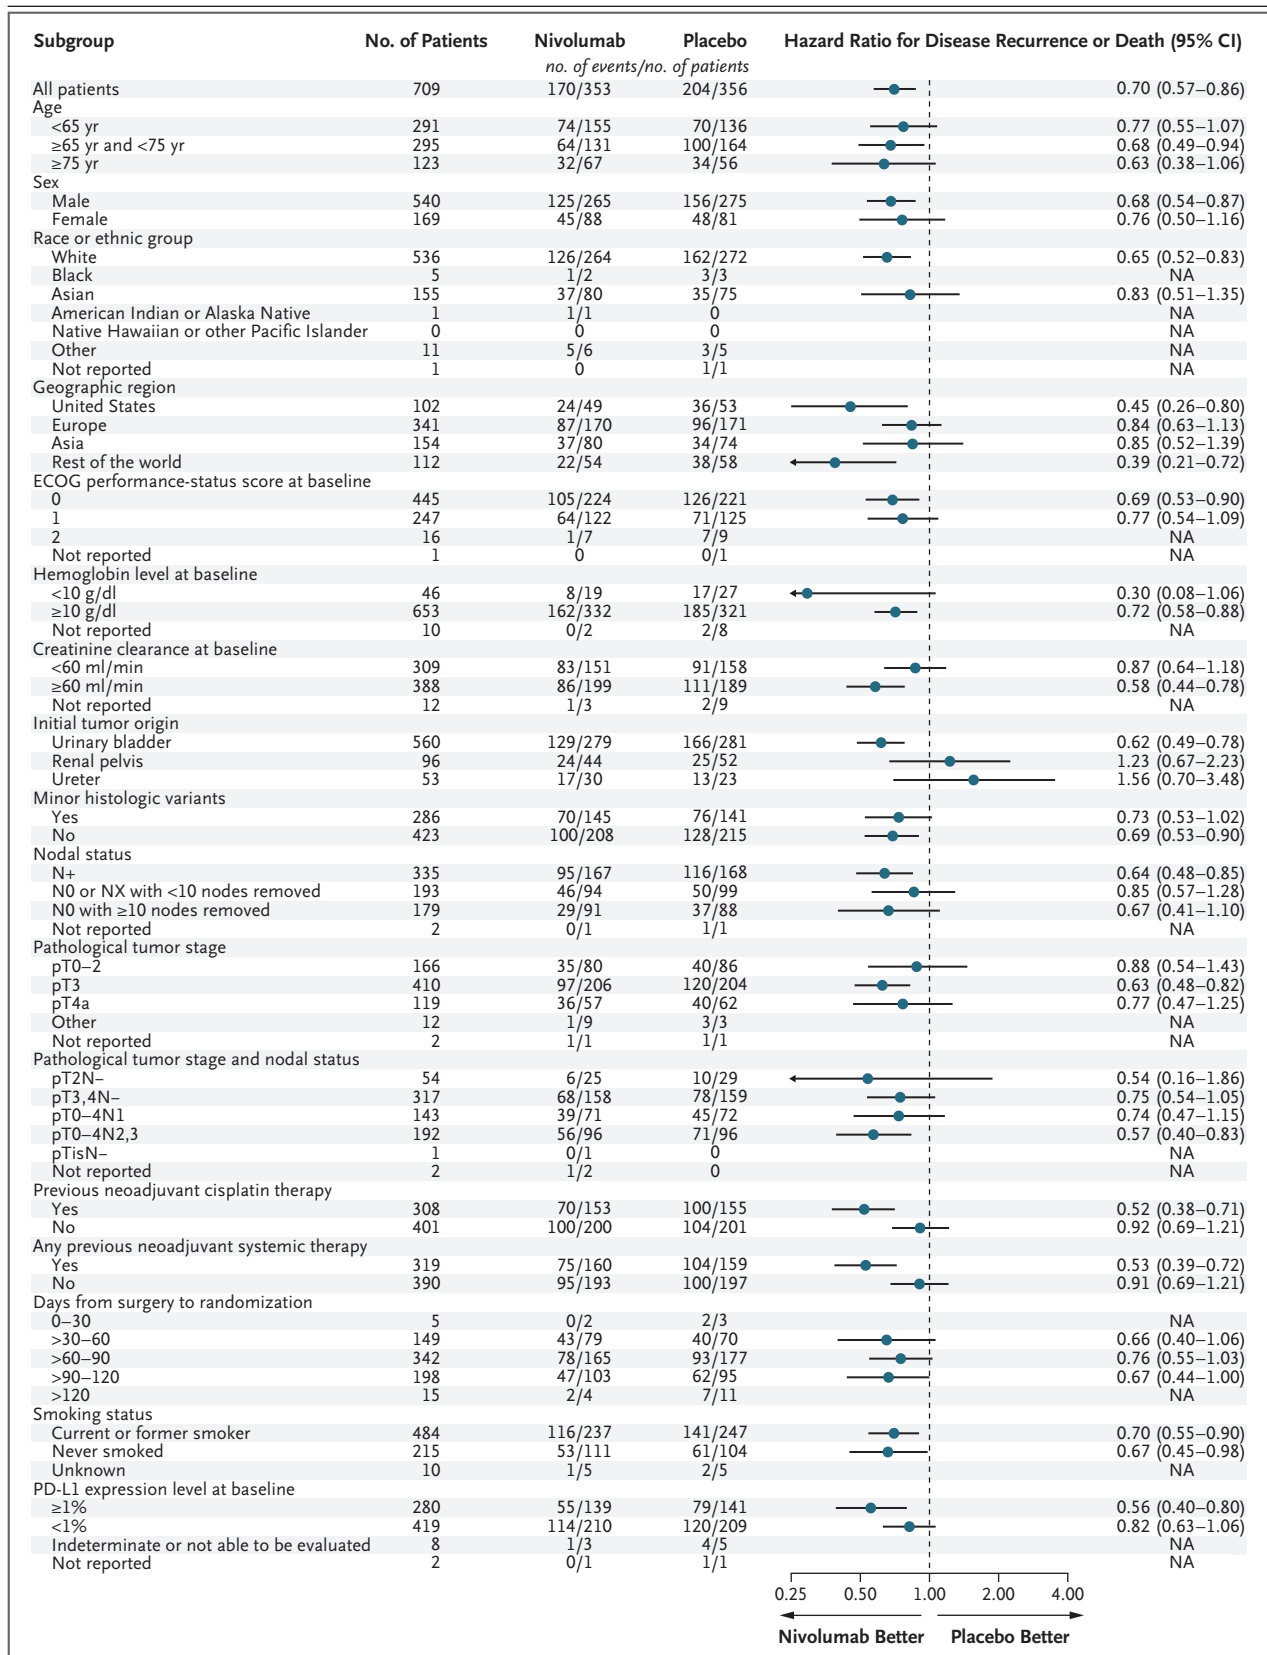 Subgroup No. of Patients Nivolumab Placebo Hazard Ratio for Disease Recurrence or Death (95% CI)
no. of events/no. of patients
All patients 709 170/353 204/356 0.70 (0.57–0.86)
Age
<65 yr 291 74/155 70/136 0.77 (0.55–1.07)
≥65 yr and <75 yr 295 64/131 100/164 0.68 (0.49–0.94)
≥75 yr 123 32/67 34/56 0.63 (0.38–1.06)
Sex
Male 540 125/265 156/275 0.68 (0.54–0.87)
Female 169 45/88 48/81 0.76 (0.50–1.16)
Race or ethnic group
White 536 126/264 162/272 0.65 (0.52–0.83)
Black 5 1/2 3/3 NA
Asian 155 37/80 35/75 0.83 (0.51–1.35)
American Indian or Alaska Native 1 1/1 0 NA
Native Hawaiian or other Pacific Islander 0 0 0 NA
Other 11 5/6 3/5 NA
Not reported 1 0 1/1 NA
Geographic region
United States 102 24/49 36/53 0.45 (0.26–0.80)
Europe 341 87/170 96/171 0.84 (0.63–1.13)
Asia 154 37/80 34/74 0.85 (0.52–1.39)
Rest of the world 112 22/54 38/58 0.39 (0.21–0.72)
ECOG performance-status score at baseline
0 445 105/224 126/221 0.69 (0.53–0.90)
1 247 64/122 71/125 0.77 (0.54–1.09)
2 16 1/7 7/9 NA
Not reported 1 0 0/1 NA
Hemoglobin level at baseline
<10 g/dl 46 8/19 17/27 0.30 (0.08–1.06)
≥10 g/dl 653 162/332 185/321 0.72 (0.58–0.88)
Not reported 10 0/2 2/8 NA
Creatinine clearance at baseline
<60 ml/min 309 83/151 91/158 0.87 (0.64–1.18)
≥60 ml/min 388 86/199 111/189 0.58 (0.44–0.78)
Not reported 12 1/3 2/9 NA
Initial tumor origin
Urinary bladder 560 129/279 166/281 0.62 (0.49–0.78)
Renal pelvis 96 24/44 25/52 1.23 (0.67–2.23)
Ureter 53 17/30 13/23 1.56 (0.70–3.48)
Minor histologic variants
Yes 286 70/145 76/141 0.73 (0.53–1.02)
No 423 100/208 128/215 0.69 (0.53–0.90)
Nodal status
N+ 335 95/167 116/168 0.64 (0.48–0.85)
N0 or NX with <10 nodes removed 193 46/94 50/99 0.85 (0.57–1.28)
N0 with ≥10 nodes removed 179 29/91 37/88 0.67 (0.41–1.10)
Not reported 2 0/1 1/1 NA
Pathological tumor stage
pT0–2 166 35/80 40/86 0.88 (0.54–1.43)
pT3 410 97/206 120/204 0.63 (0.48–0.82)
pT4a 119 36/57 40/62 0.77 (0.47–1.25)
Other 12 1/9 3/3 NA
Not reported 2 1/1 1/1 NA
Pathological tumor stage and nodal status
pT2N– 54 6/25 10/29 0.54 (0.16–1.86)
pT3,4N– 317 68/158 78/159 0.75 (0.54–1.05)
pT0–4N1 143 39/71 45/72 0.74 (0.47–1.15)
pT0–4N2,3 192 56/96 71/96 0.57 (0.40–0.83)
pTisN– 1 0/1 0 NA
Not reported 2 1/2 0 NA
Previous neoadjuvant cisplatin therapy
Yes 308 70/153 100/155 0.52 (0.38–0.71)
No 401 100/200 104/201 0.92 (0.69–1.21)
Any previous neoadjuvant systemic therapy
Yes 319 75/160 104/159 0.53 (0.39–0.72)
No 390 95/193 100/197 0.91 (0.69–1.21)
Days from surgery to randomization
0–30 5 0/2 2/3 NA
>30–60 149 43/79 40/70 0.66 (0.40–1.06)
>60–90 342 78/165 93/177 0.76 (0.55–1.03)
>90–120 198 47/103 62/95 0.67 (0.44–1.00)
>120 15 2/4 7/11 NA
Smoking status
Current or former smoker 484 116/237 141/247 0.70 (0.55–0.90)
Never smoked 215 53/111 61/104 0.67 (0.45–0.98)
Unknown 10 1/5 2/5 NA
PD-L1 expression level at baseline
≥1% 280 55/139 79/141 0.56 (0.40–0.80)
<1% 419 114/210 120/209 0.82 (0.63–1.06)
Indeterminate or not able to be evaluated 8 1/3 4/5 NA
Not reported 2 0/1 1/1 NA
0.25 0.50 1.00 2.00 4.00
Nivolumab Better Placebo Better